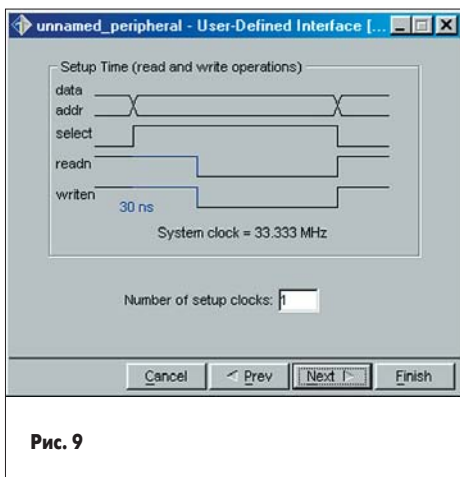 unnamed_peripheral - User-Defined Interface [...
Setup Time (read and write operations)
data
addr
select
readn
writen
30 ns
System clock = 33.333 MHz
Number of setup clocks: 1
Cancel < Prev Next > Finish
Рис. 9